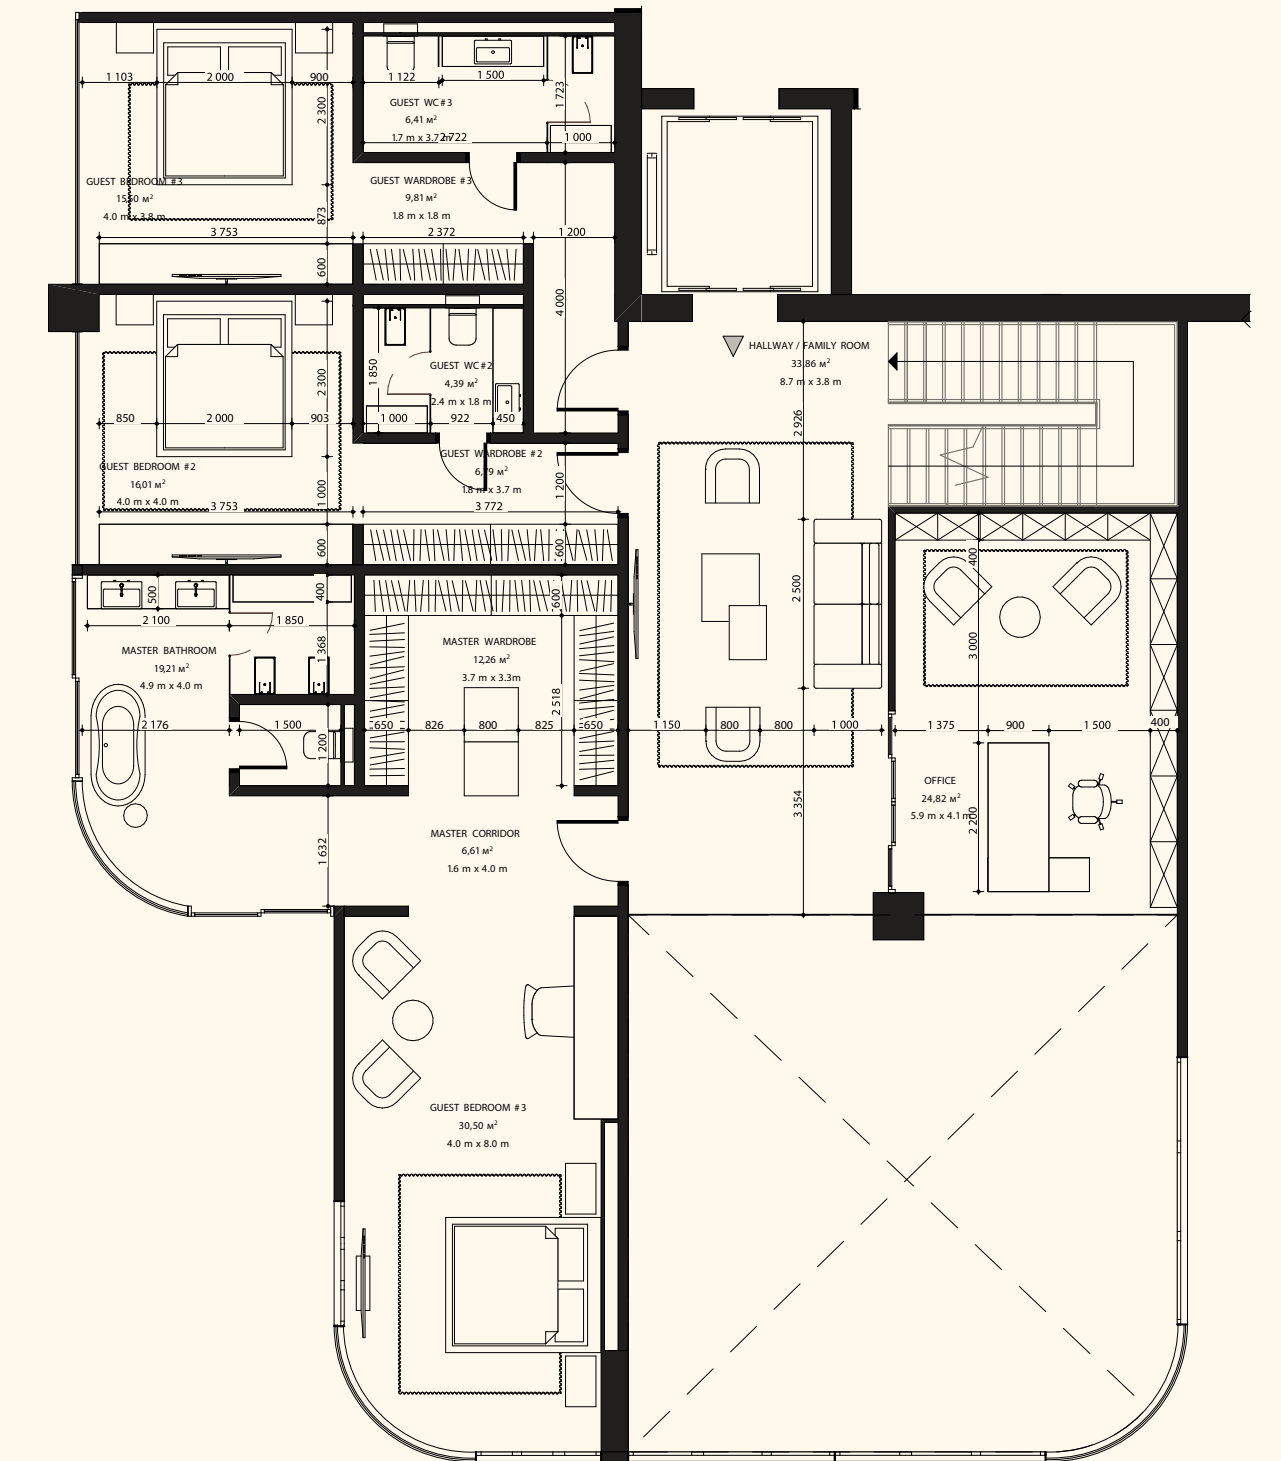 1 103
2 000
900
2 300
1 122
1 500
1 723
GUEST WC#3
6,41 м²
1.7 m x 3.7 m
2 722
1 000
GUEST BEDROOM #3
15,50 м²
4.0 m x 3.8 m
873
GUEST WARDROBE #3
9,81 м²
1.8 m x 1.8 m
3 753
2 372
1 200
600
4 000
2 300
1 850
GUEST WC#2
4,39 м²
2.4 m x 1.8 m
HALLWAY / FAMILY ROOM
33,86 м²
8.7 m x 3.8 m
850
2 000
903
1 000
922
450
2 926
GUEST BEDROOM #2
16,01 м²
4.0 m x 4.0 m
1 000
GUEST WARDROBE #2
6,79 м²
1.8 m x 3.7 m
1 200
3 753
3 772
600
600
400
500
400
600
2 500
2 100
1 850
1 368
MASTER BATHROOM
19,21 м²
4.9 m x 4.0 m
MASTER WARDROBE
12,26 м²
3.7 m x 3.3m
3 000
2 518
2 176
1 500
1 200
650
826
800
825
650
1 150
800
800
1 000
1 375
900
1 500
400
OFFICE
24,82 м²
5.9 m x 4.1 m
2 200
3 354
1 632
MASTER CORRIDOR
6,61 м²
1.6 m x 4.0 m
GUEST BEDROOM #3
30,50 м²
4.0 m x 8.0 m